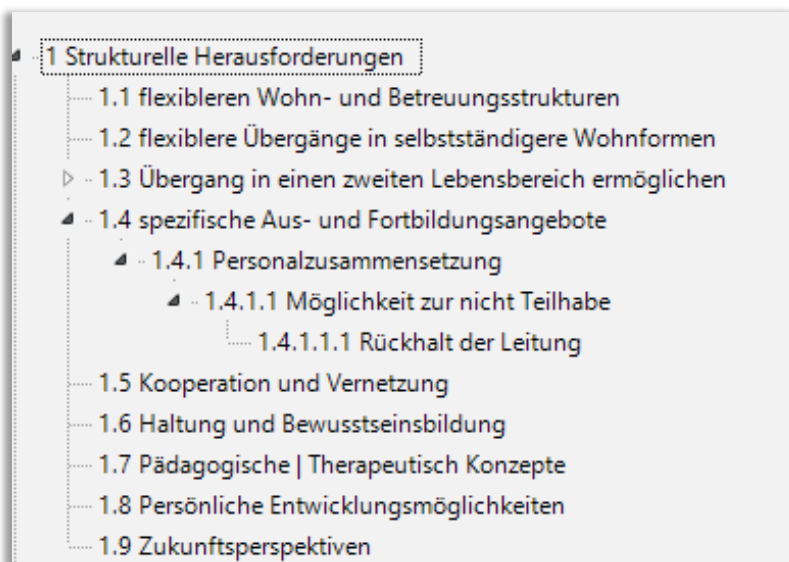 1 Strukturelle Herausforderungen
1.1 flexibleren Wohn- und Betreuungsstrukturen
1.2 flexiblere Übergänge in selbstständigere Wohnformen
1.3 Übergang in einen zweiten Lebensbereich ermöglichen
1.4 spezifische Aus- und Fortbildungsangebote
1.4.1 Personalzusammensetzung
1.4.1.1 Möglichkeit zur nicht Teilhabe
1.4.1.1.1 Rückhalt der Leitung
1.5 Kooperation und Vernetzung
1.6 Haltung und Bewusstseinsbildung
1.7 Pädagogische | Therapeutisch Konzepte
1.8 Persönliche Entwicklungsmöglichkeiten
1.9 Zukunftsperspektiven